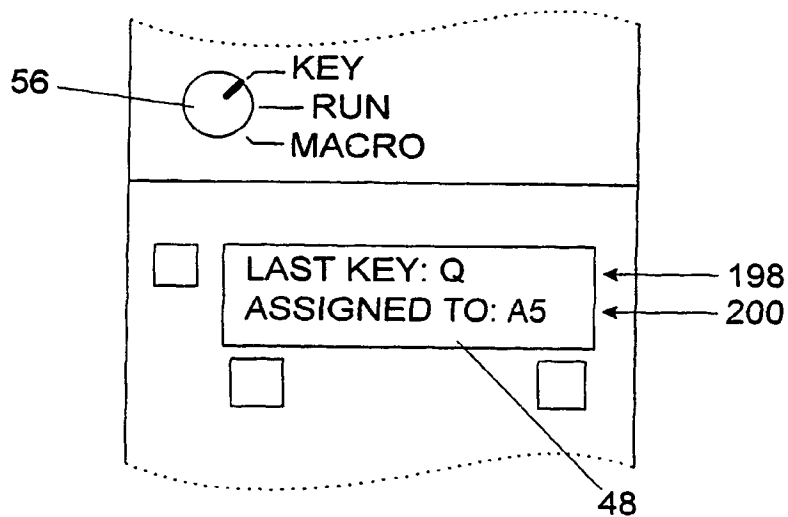 KEY
56
RUN
MACRO
LAST KEY: Q
198
ASSIGNED TO: A5
200
48